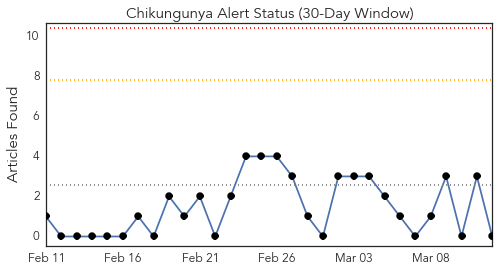 Chikungunya Alert Status (30-Day Window)
Articles Found
10
8
6
4
2
0
Feb 11 Feb 16 Feb 21 Feb 26 Mar 03 Mar 08